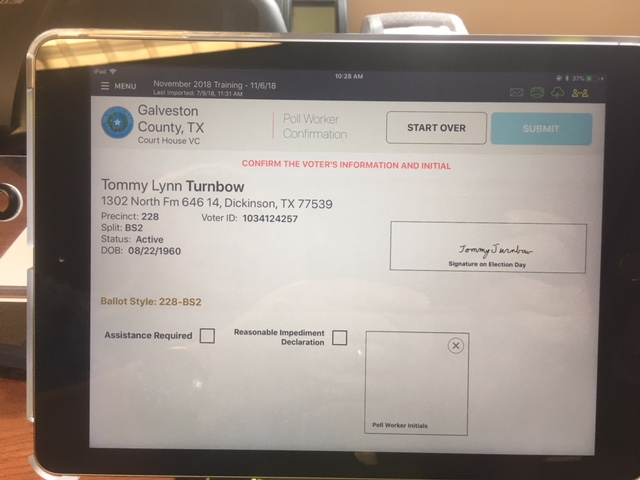 iPad
10:28 AM
37%
MENU
November 2018 Training - 11/6/18
Last imported: 7/9/18, 11:31 AM
Galveston
County, TX
Court House VC
Poll Worker
Confirmation
START OVER
SUBMIT
CONFIRM THE VOTER'S INFORMATION AND INITIAL
Tommy Lynn Turnbow
1302 North Fm 646 14, Dickinson, TX 77539
Precinct: 228 Voter ID: 1034124257
Split: BS2
Status: Active
DOB: 08/22/1960
Tommy Turnbow
Signature on Election Day
Ballot Style: 228-BS2
Assistance Required
Reasonable Impediment
Declaration
Poll Worker Initials